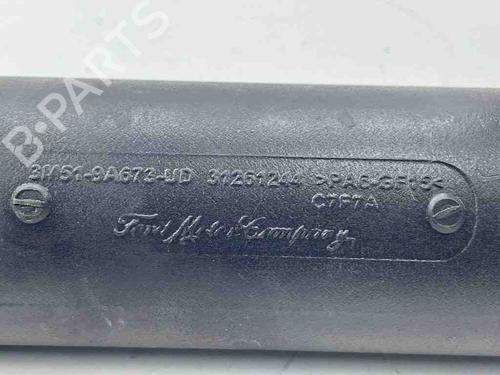 B-PARTS
3M51-9A673-UD 31261244 >PA6-GF15<
C7F7A
Ford Motor Company